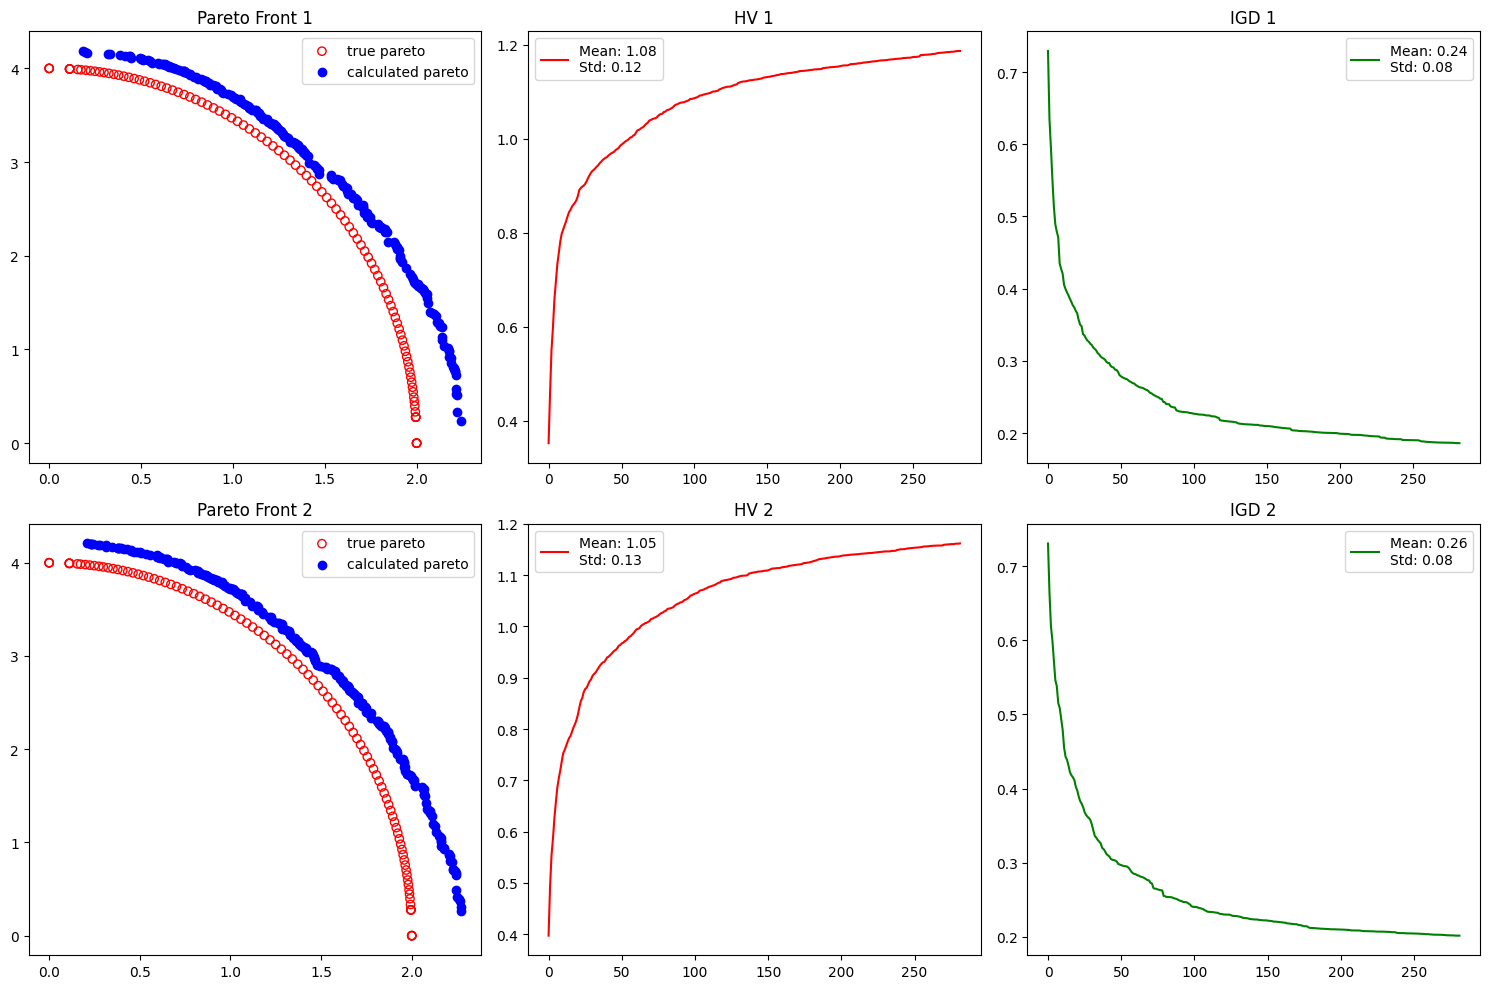 Pareto Front 1
true pareto
calculated pareto
4
3
2
1
0
0.0 0.5 1.0 1.5 2.0
HV 1
Mean: 1.08
Std: 0.12
1.2
1.0
0.8
0.6
0.4
0 50 100 150 200 250
IGD 1
Mean: 0.24
Std: 0.08
0.7
0.6
0.5
0.4
0.3
0.2
0 50 100 150 200 250
Pareto Front 2
true pareto
calculated pareto
4
3
2
1
0
0.0 0.5 1.0 1.5 2.0
HV 2
Mean: 1.05
Std: 0.13
1.2
1.1
1.0
0.9
0.8
0.7
0.6
0.5
0.4
0 50 100 150 200 250
IGD 2
Mean: 0.26
Std: 0.08
0.7
0.6
0.5
0.4
0.3
0.2
0 50 100 150 200 250